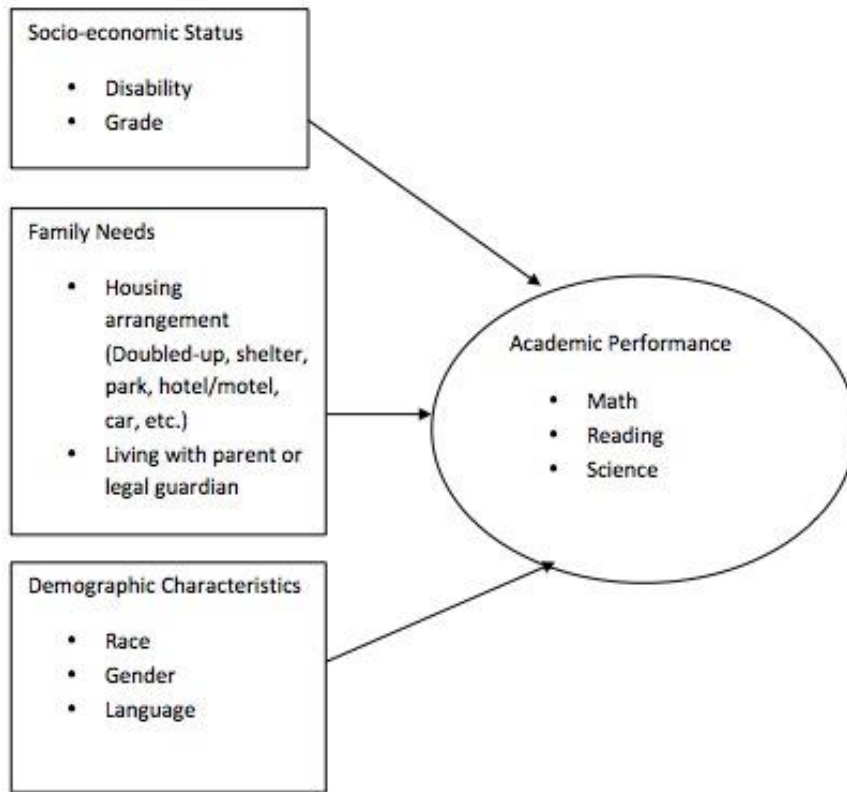 Socio-economic Status
• Disability
• Grade
Family Needs
• Housing
arrangement
(Doubled-up, shelter,
park, hotel/motel,
car, etc.)
• Living with parent or
legal guardian
Demographic Characteristics
• Race
• Gender
• Language
Academic Performance
• Math
• Reading
• Science